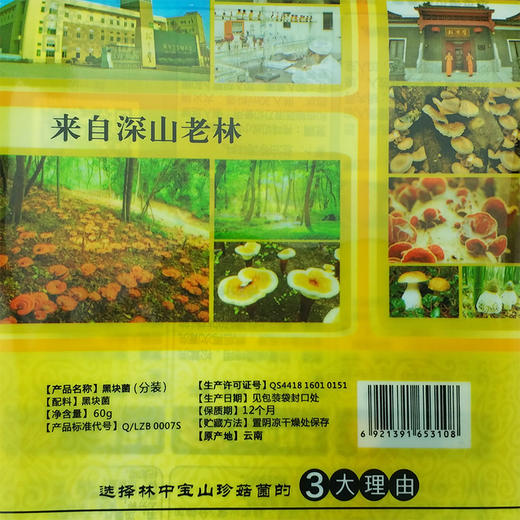 来自深山老林
【产品名称】黑块菌(分装)
【配料】黑块菌
【净含量】60g
【产品标准代号】Q/LZB 0007S
【生产许可证号】QS4418 1601 0151
【生产日期】见包装袋封口处
【保质期】12个月
【贮藏方法】置阴凉干燥处保存
【原产地】云南
6 921391 653108
选择林中宝山珍菇菌的3大理由